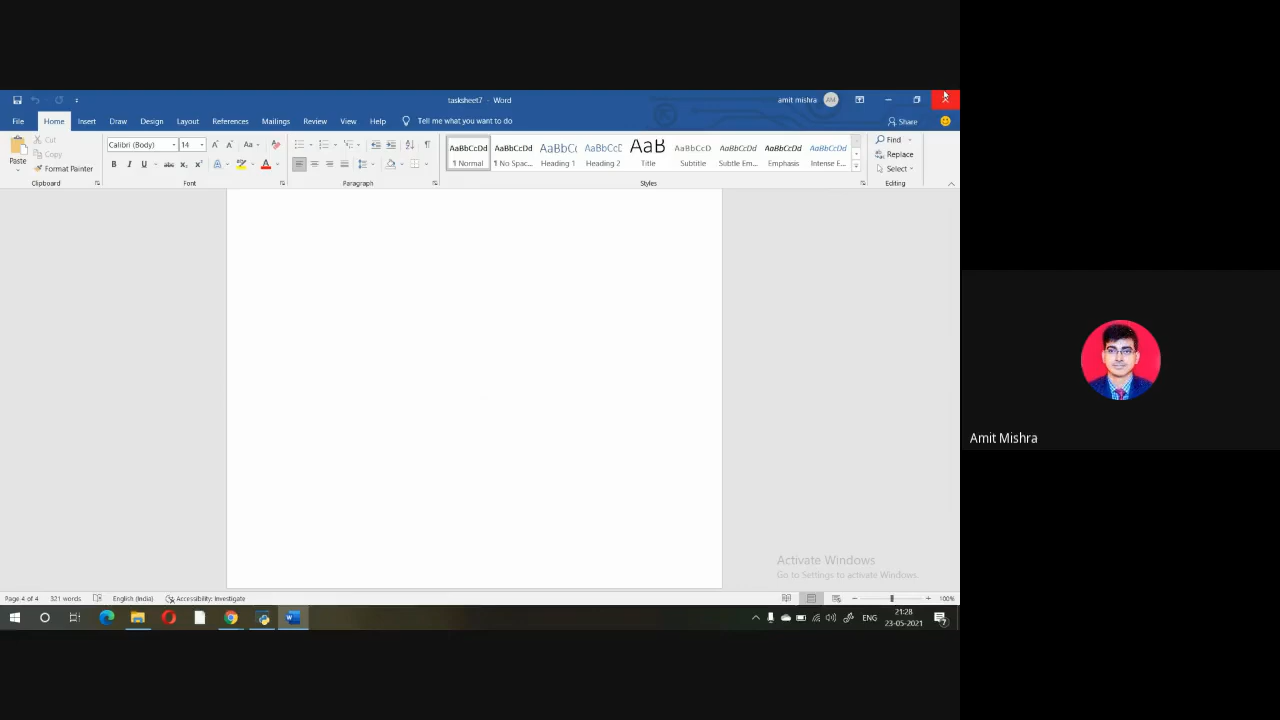 tasksheet7 - Word
amit mishra AM
File Home Insert Draw Design Layout References Mailings Review View Help Tell me what you want to do Share
Paste
Cut
Copy
Format Painter
Clipboard
Calibri (Body) 14
Font
Paragraph
AaBbCcDd AaBbCcDd AaBbC( AaBbCcC AaB AaBbCcD AaBbCcDd AaBbCcDd AaBbCcDd
¶ Normal ¶ No Spac... Heading 1 Heading 2 Title Subtitle Subtle Em... Emphasis Intense E...
Styles
Find
Replace
Select
Editing
Amit Mishra
Activate Windows
Go to Settings to activate Windows.
Page 4 of 4 321 words English (India) Accessibility: Investigate 100%
ENG 21:28
23-05-2021
7